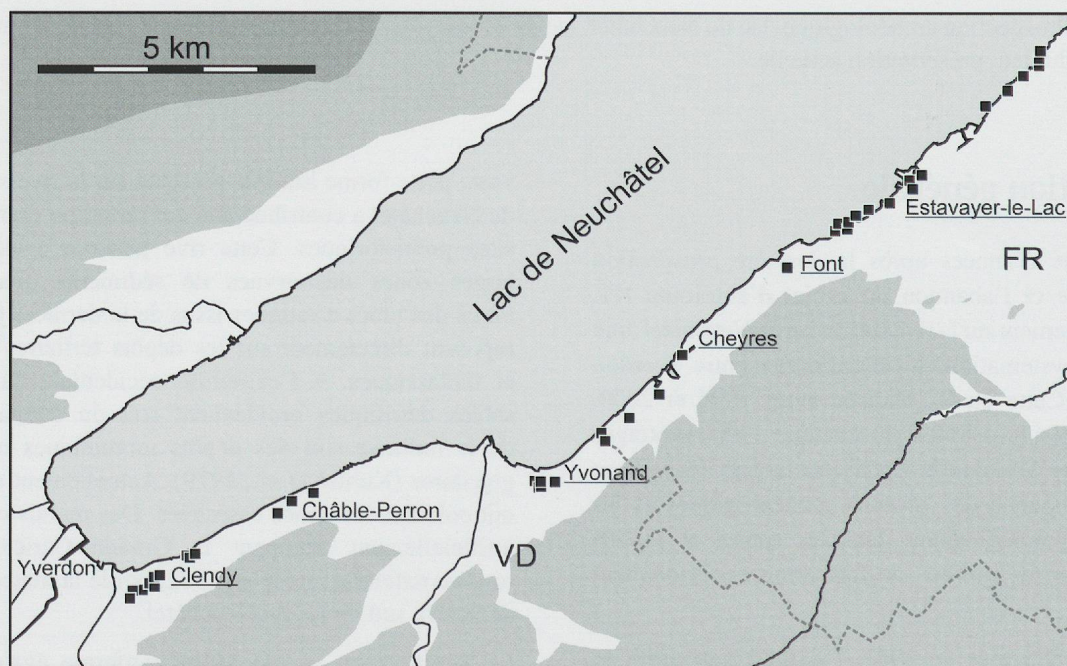 5 km
Lac de Neuchâtel
Estavayer-le-Lac
FR
Font
Cheyres
Yvonand
Châble-Perron
VD
Yverdon
Clendy